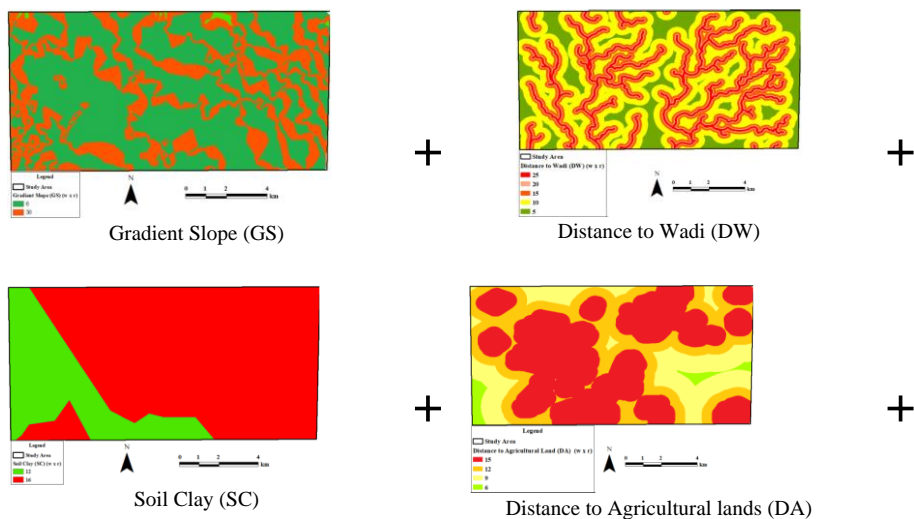 +
+
Legend
Study Area
Gradient Slope (GS) (w x r)
30
N
0 1 2 4
km
Gradient Slope (GS)
Study Area
Distance to Wadi (DW) (w x r)
25
20
15
10
5
N
0 1 2 4
km
Distance to Wadi (DW)
+
+
Legend
Study Area
Soil Clay (SC) (w x r)
12
16
N
0 1 2 4
km
Soil Clay (SC)
Legend
Study Area
Distance to Agricultural Land (DA) (w x r)
15
12
9
6
N
0 1 2 4
km
Distance to Agricultural lands (DA)